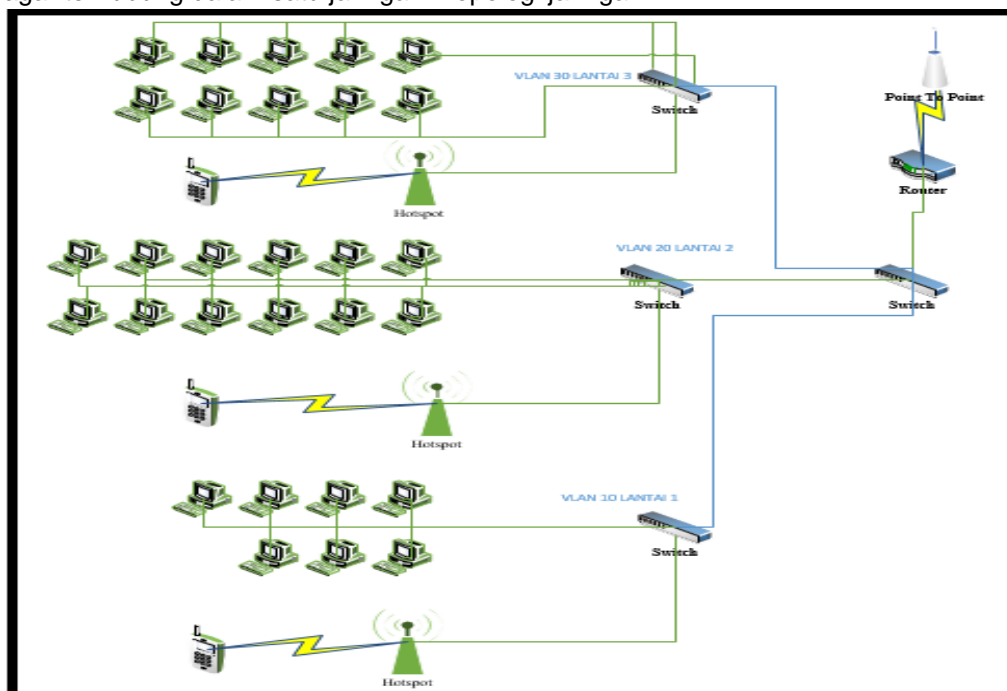 VLAN 30 LANTAI 3
Switch
Point To Point
Router
Hotspot
VLAN 20 LANTAI 2
Switch
Switch
Hotspot
VLAN 10 LANTAI 1
Switch
Hotspot